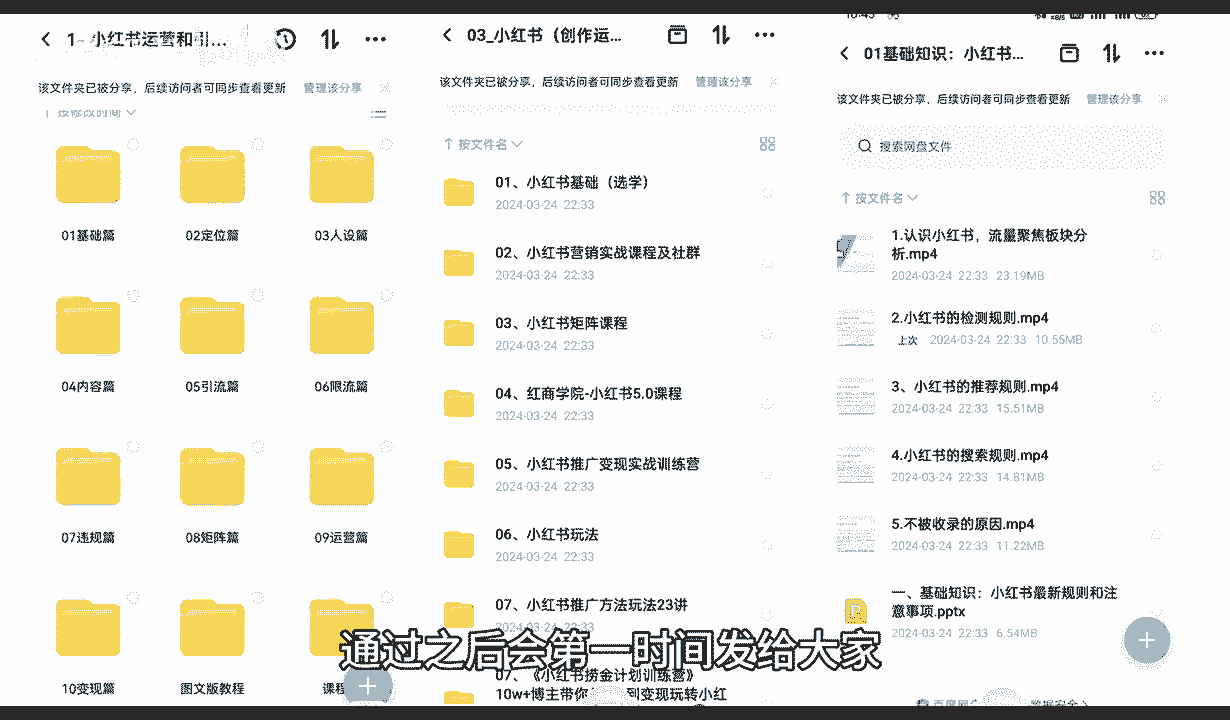 1、小红书运营和引...
该文件夹已被分享，后续访问者可同步查看更新 管理该分享
按修改时间
01基础篇 02定位篇 03人设篇
04内容篇 05引流篇 06限流篇
07违规篇 08矩阵篇 09运营篇
10变现篇 图文版教程 课程
03_小红书（创作运...
该文件夹已被分享，后续访问者可同步查看更新 管理该分享
按文件名
01、小红书基础（选学）
2024-03-24 22:33
02、小红书营销实战课程及社群
2024-03-24 22:33
03、小红书矩阵课程
2024-03-24 22:33
04、红商学院-小红书5.0课程
2024-03-24 22:33
05、小红书推广变现实战训练营
2024-03-24 22:33
06、小红书玩法
2024-03-24 22:33
07、小红书推广方法玩法23讲
2024-03-24 22:33
07、《小红书捞金计划训练营》
10w+博主带你 到变现玩转小红
01基础知识：小红书...
该文件夹已被分享，后续访问者可同步查看更新 管理该分享
搜索网盘文件
按文件名
1.认识小红书，流量聚焦板块分
析.mp4
2024-03-24 22:33 23.19MB
2.小红书的检测规则.mp4
上次 2024-03-24 22:33 10.55MB
3、小红书的推荐规则.mp4
2024-03-24 22:33 15.51MB
4.小红书的搜索规则.mp4
2024-03-24 22:33 14.81MB
5.不被收录的原因.mp4
2024-03-24 22:33 11.22MB
一、基础知识：小红书最新规则和注
意事项.pptx
2024-03-24 22:33 6.54MB
通过之后会第一时间发给大家